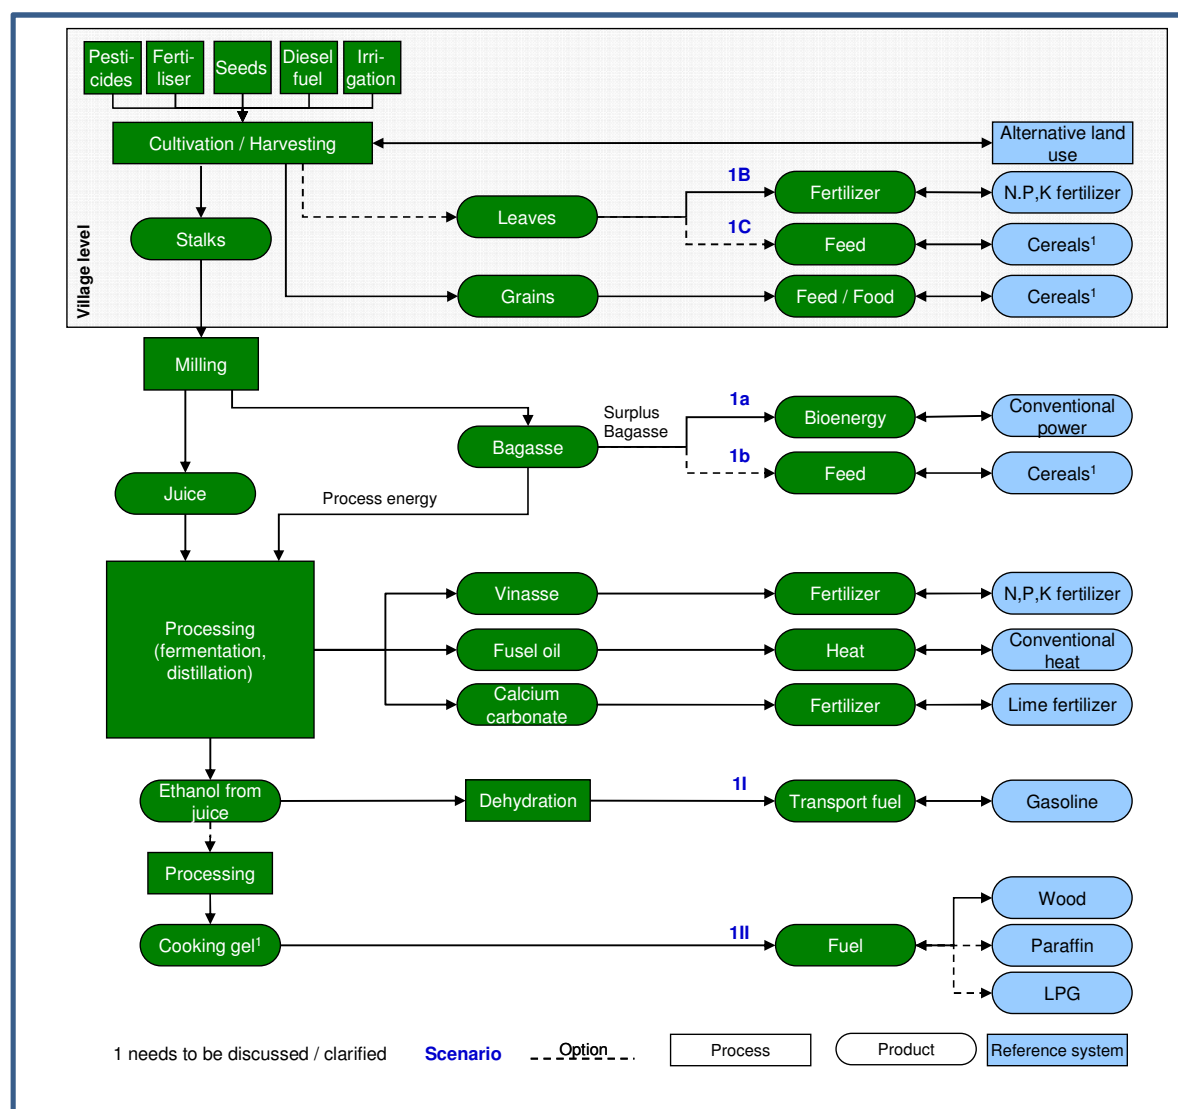 Pesti-
cides
Ferti-
liser
Seeds
Diesel
fuel
Irri-
gation
Cultivation / Harvesting
Alternative land
use
1B
Fertilizer
N.P,K fertilizer
Leaves
1C
Stalks
Feed
Cereals¹
Village level
Grains
Feed / Food
Cereals¹
Milling
Surplus
Bagasse
1a
Bioenergy
Conventional
power
Bagasse
1b
Feed
Cereals¹
Juice
Process energy
Vinasse
Fertilizer
N,P,K fertilizer
Processing
(fermentation,
distillation)
Fusel oil
Heat
Conventional
heat
Calcium
carbonate
Fertilizer
Lime fertilizer
Ethanol from
juice
Dehydration
1I
Transport fuel
Gasoline
Processing
Wood
Cooking gel¹
1II
Fuel
Paraffin
LPG
1 needs to be discussed / clarified
Scenario
Option
Process
Product
Reference system